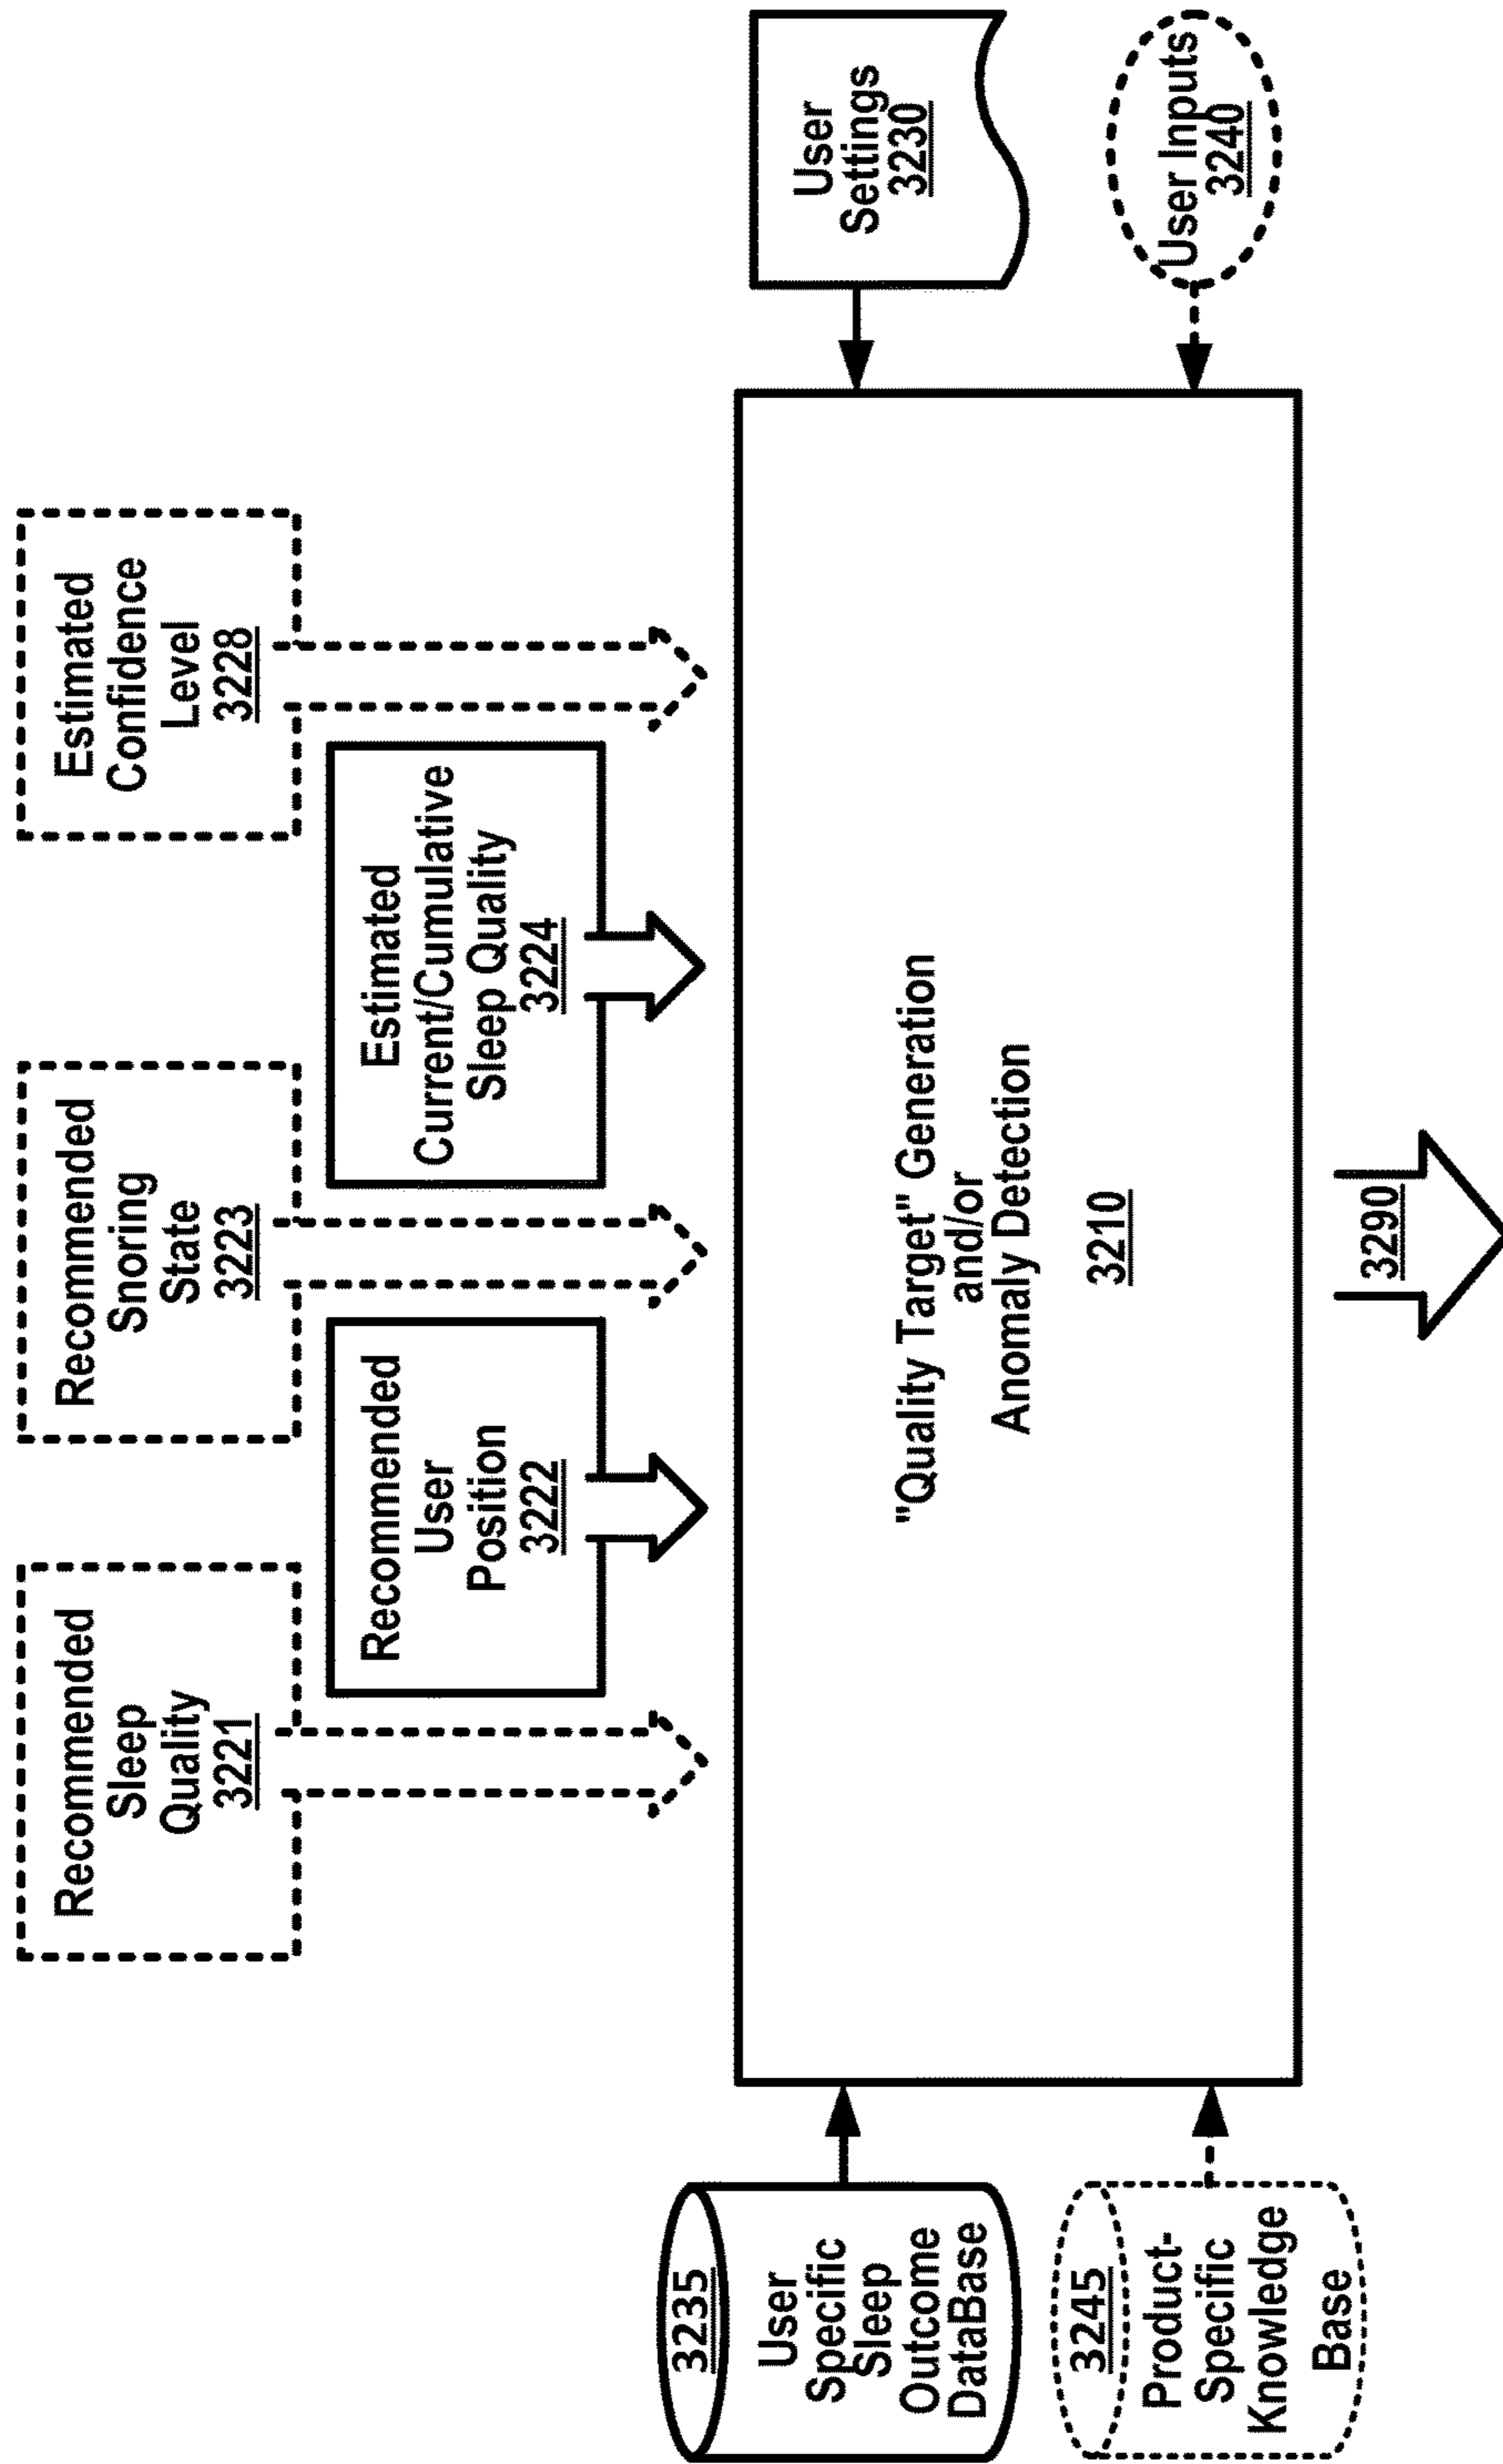 Recommended
Sleep
Quality
3221
Recommended
User
Position
3222
Recommended
Snoring
State
3223
Estimated
Current/Cumulative
Sleep Quality
3224
Estimated
Confidence
Level
3228
3235
User
Specific
Sleep
Outcome
DataBase
3245
Product-
Specific
Knowledge
Base
"Quality Target" Generation
and/or
Anomaly Detection
3210
User
Settings
3230
User Inputs
3240
3290